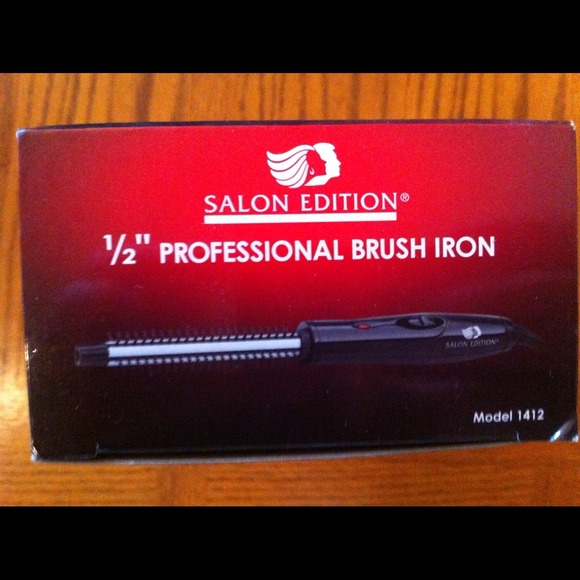 SALON EDITION®
½" PROFESSIONAL BRUSH IRON
SALON EDITION®
Model 1412